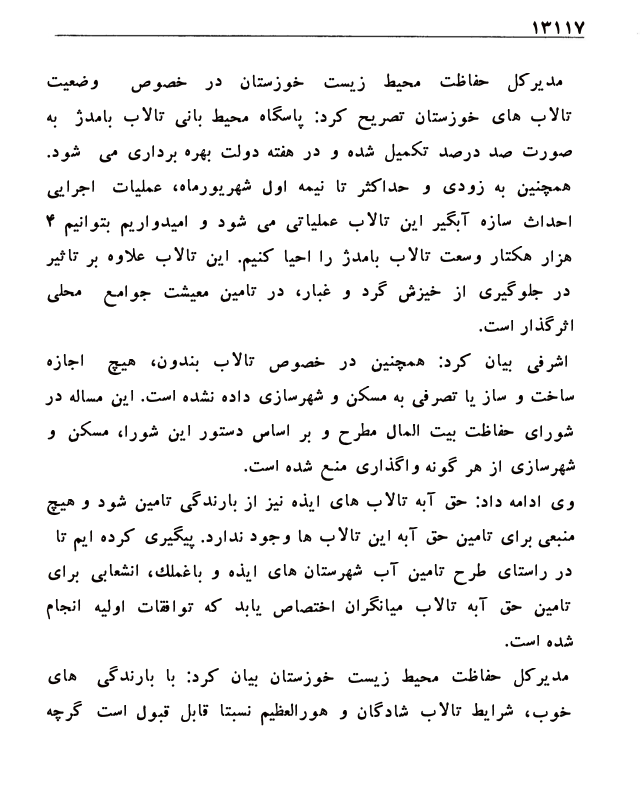 ۱۳۱۱۷
مدیرکل حفاظت محیط زیست خوزستان در خصوص وضعیت
تالاب های خوزستان تصریح کرد: پاسگاه محیط بانی تالاب بامدژ به
صورت صد درصد تکمیل شده و در هفته دولت بهره برداری می شود.
همچنین به زودی و حداکثر تا نیمه اول شهریورماه، عملیات اجرایی
احداث سازه آبگیر این تالاب عملیاتی می شود و امیدواریم بتوانیم ۴
هزار هکتار وسعت تالاب بامدژ را احیا کنیم. این تالاب علاوه بر تاثیر
در جلوگیری از خیزش گرد و غبار، در تامین معیشت جوامع محلی
اثرگذار است.
اشرفی بیان کرد: همچنین در خصوص تالاب بندون، هیچ اجازه
ساخت و ساز یا تصرفی به مسکن و شهرسازی داده نشده است. این مساله در
شورای حفاظت بیت المال مطرح و بر اساس دستور این شورا، مسکن و
شهرسازی از هر گونه واگذاری منع شده است.
وی ادامه داد: حق آبه تالاب های ایذه نیز از بارندگی تامین شود و هیچ
منبعی برای تامین حق آبه این تالاب ها وجود ندارد. پیگیری کرده ایم تا
در راستای طرح تامین آب شهرستان های ایذه و باغملك، انشعابی برای
تامین حق آبه تالاب میانگران اختصاص یابد که توافقات اولیه انجام
شده است.
مدیرکل حفاظت محیط زیست خوزستان بیان کرد: با بارندگی های
خوب، شرایط تالاب شادگان و هورالعظیم نسبتا قابل قبول است گرچه